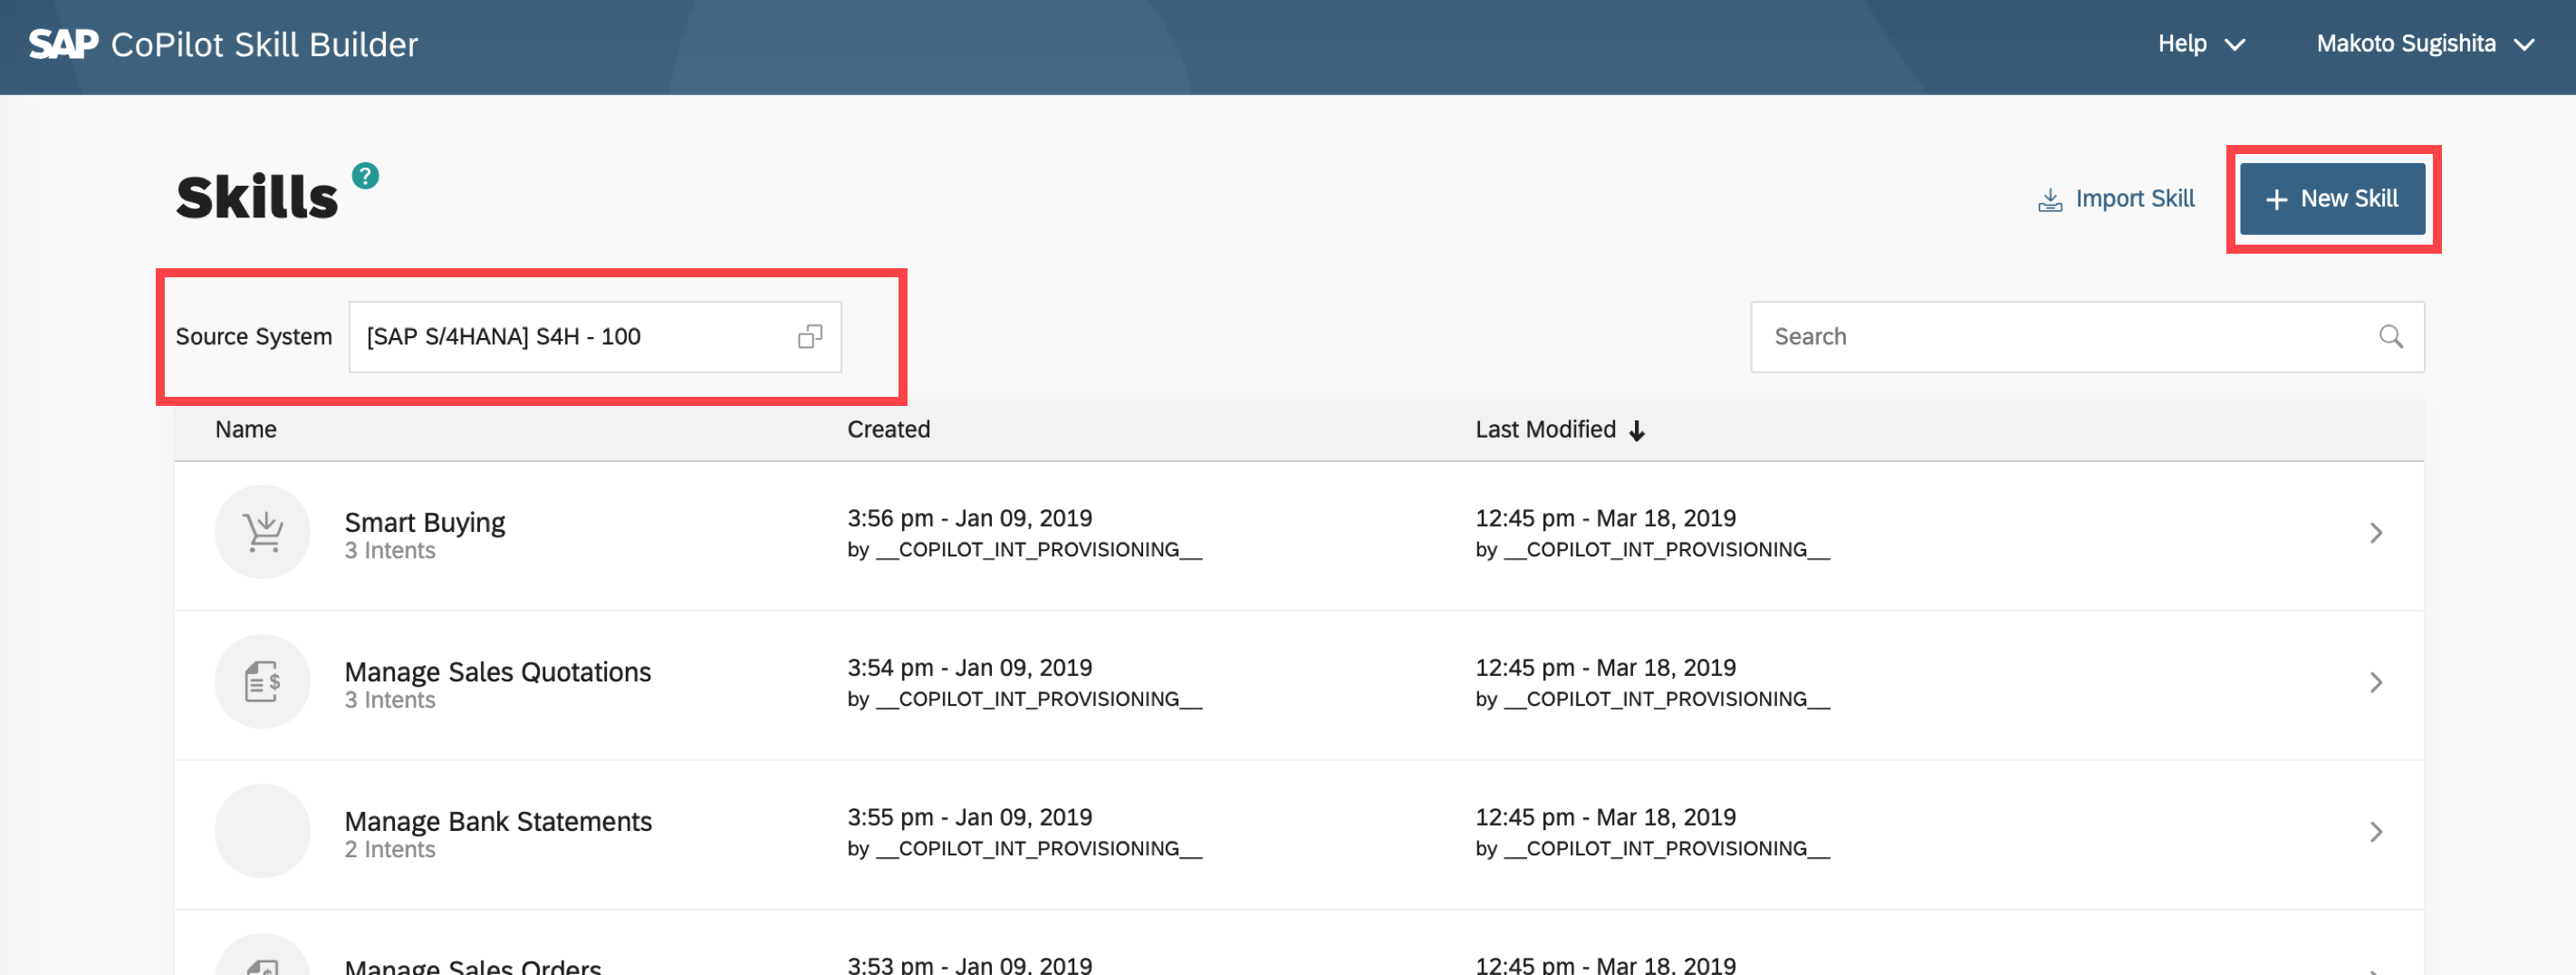 SAP CoPilot Skill Builder
Help
Makoto Sugishita
Skills ?
Import Skill
+ New Skill
Source System [SAP S/4HANA] S4H - 100
Search
Name Created Last Modified
Smart Buying
3 Intents
3:56 pm - Jan 09, 2019
by __COPILOT_INT_PROVISIONING__
12:45 pm - Mar 18, 2019
by __COPILOT_INT_PROVISIONING__
$
Manage Sales Quotations
3 Intents
3:54 pm - Jan 09, 2019
by __COPILOT_INT_PROVISIONING__
12:45 pm - Mar 18, 2019
by __COPILOT_INT_PROVISIONING__
Manage Bank Statements
2 Intents
3:55 pm - Jan 09, 2019
by __COPILOT_INT_PROVISIONING__
12:45 pm - Mar 18, 2019
by __COPILOT_INT_PROVISIONING__
Manage Sales Orders
3:53 pm - Jan 09, 2019
12:45 pm - Mar 18, 2019